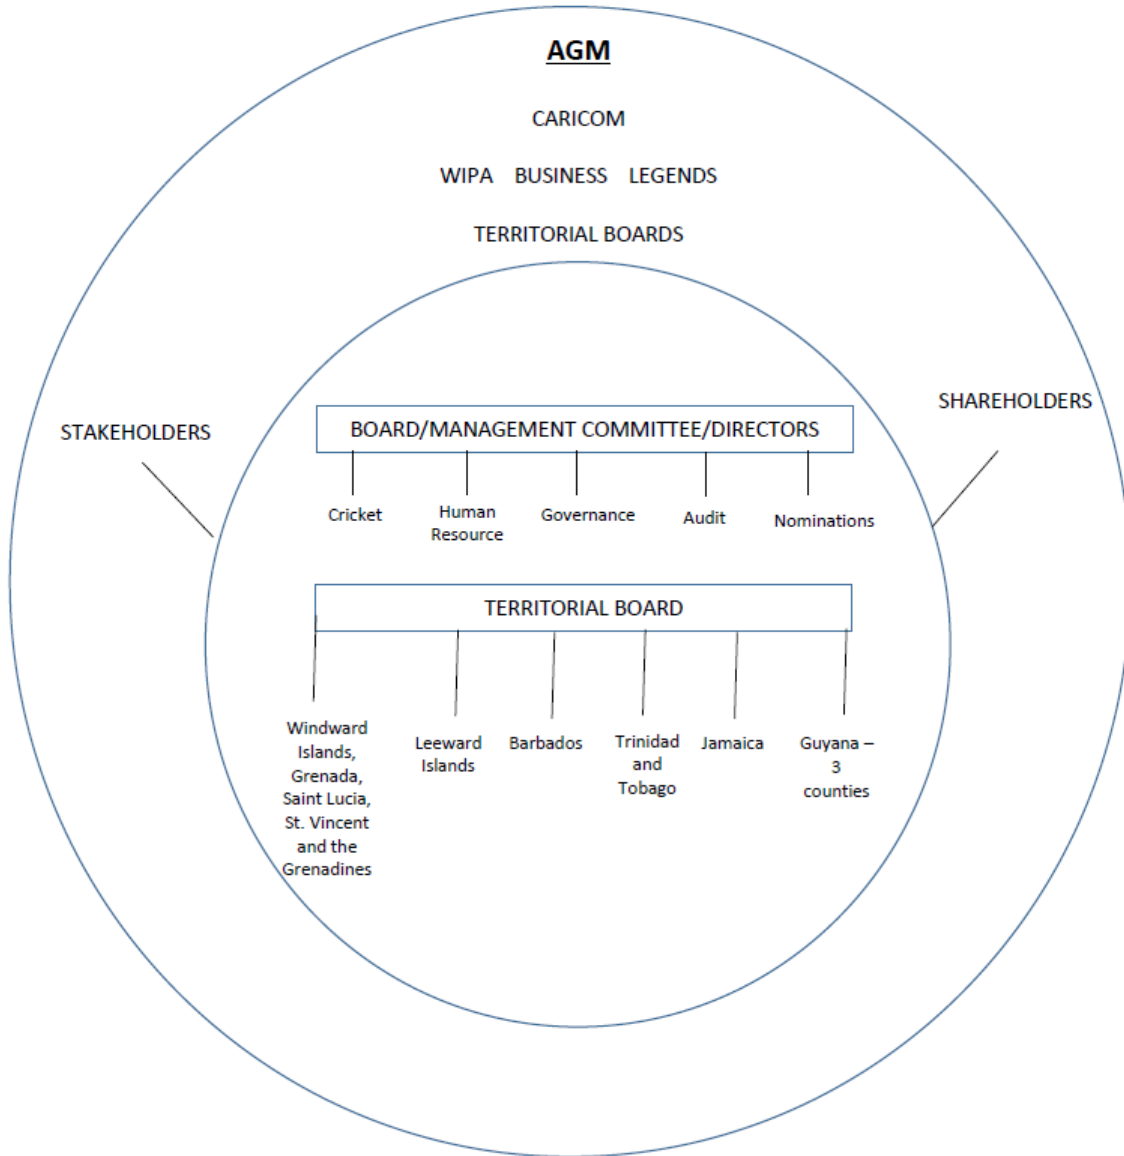 AGM
CARICOM
WIPA BUSINESS LEGENDS
TERRITORIAL BOARDS
STAKEHOLDERS
SHAREHOLDERS
BOARD/MANAGEMENT COMMITTEE/DIRECTORS
Cricket
Human
Resource
Governance
Audit
Nominations
TERRITORIAL BOARD
Windward
Islands,
Grenada,
Saint Lucia,
St. Vincent
and the
Grenadines
Leeward
Islands
Barbados
Trinidad
and
Tobago
Jamaica
Guyana –
3
counties